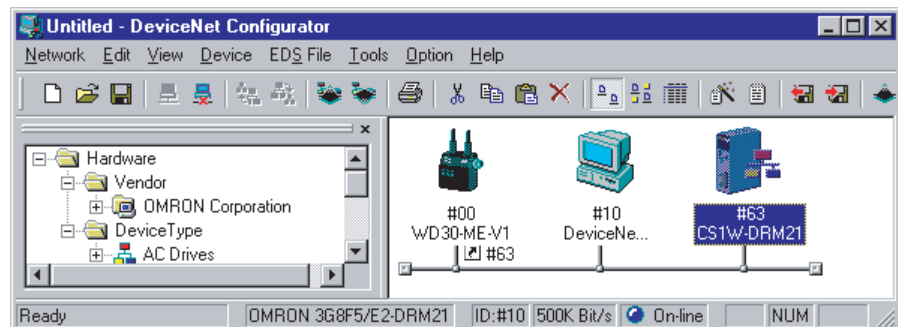 Untitled - DeviceNet Configurator
Network Edit View Device EDS File Tools Option Help
Hardware
Vendor
OMRON Corporation
DeviceType
AC Drives
#00
WD30-ME-V1
#63
#10
DeviceNe...
#63
CS1W-DRM21
Ready OMRON 3G8F5/E2-DRM21 ID:#10 500K Bit/s On-line NUM